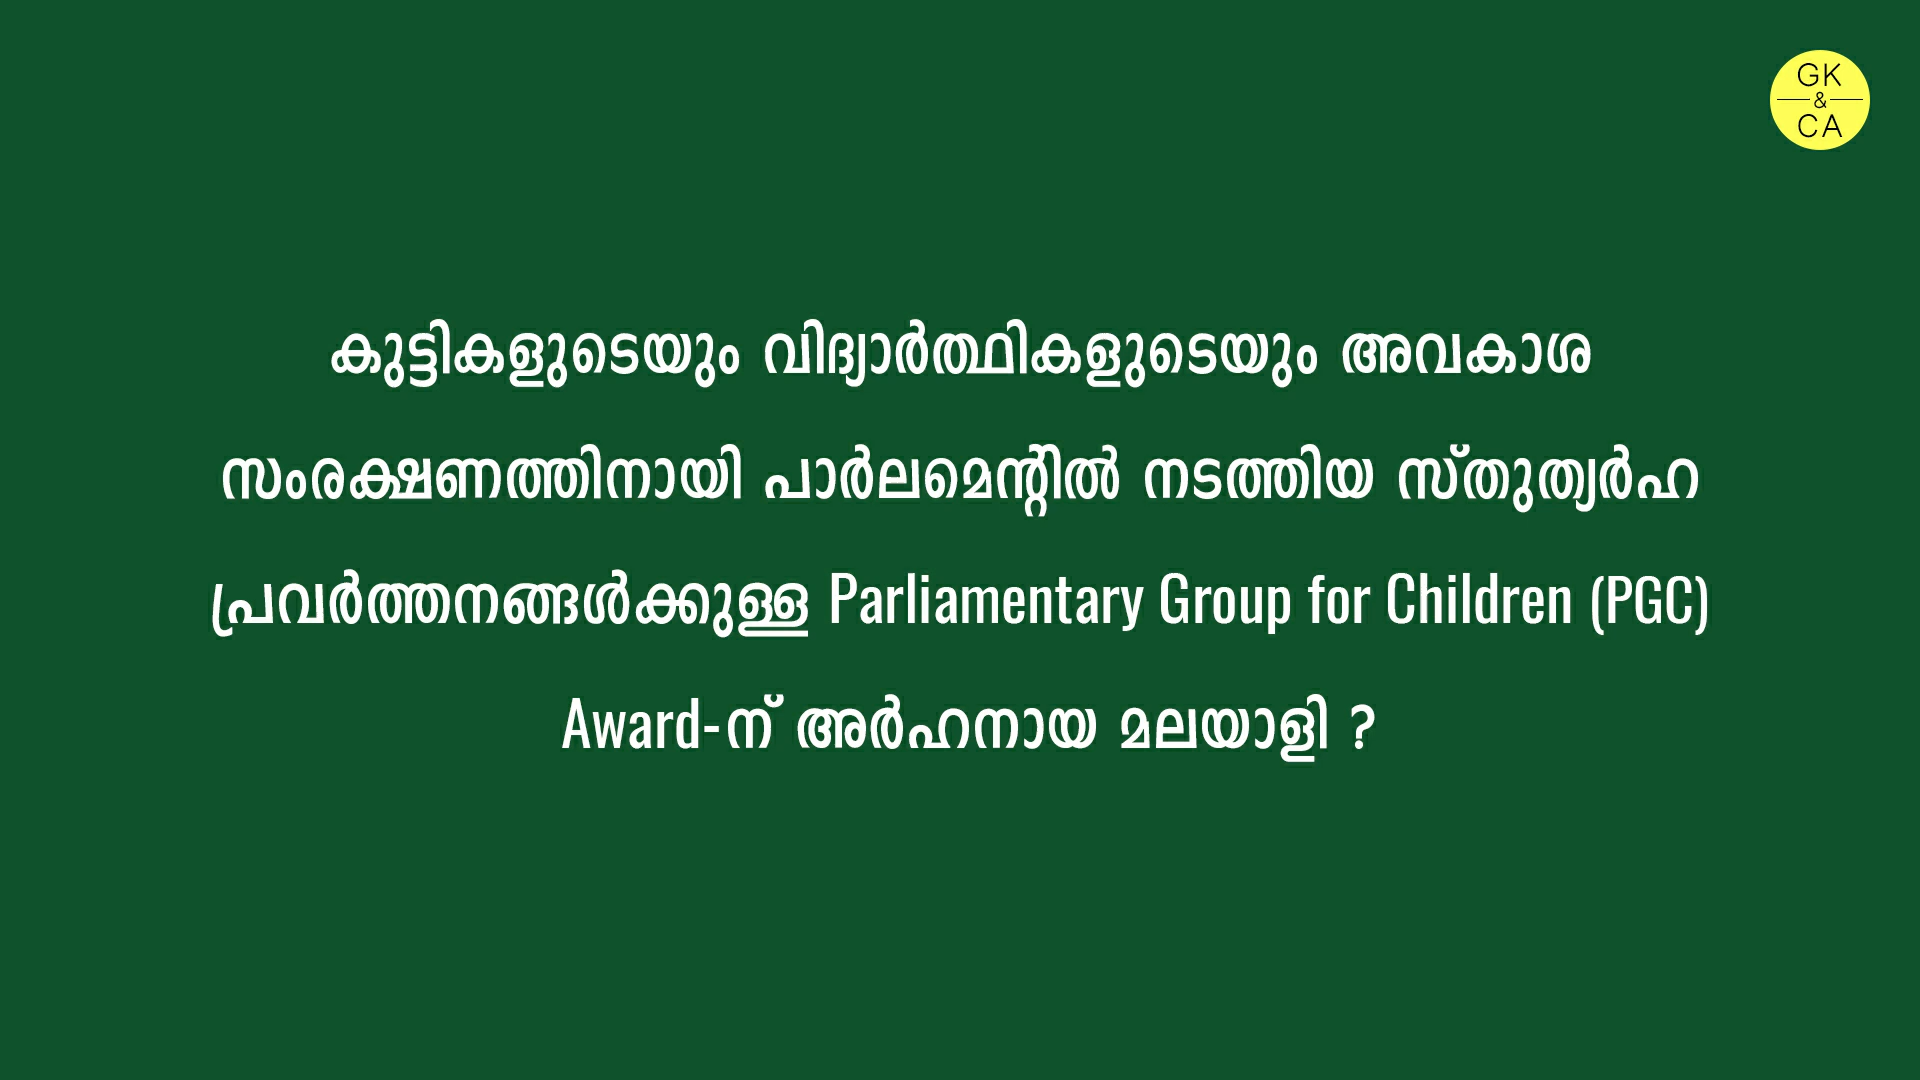 GK
&
CA
കുട്ടികളുടെയും വിദ്യാർത്ഥികളുടെയും അവകാശ
സംരക്ഷണത്തിനായി പാർലമെന്റിൽ നടത്തിയ സ്തുത്യർഹ
പ്രവർത്തനങ്ങൾക്കുള്ള Parliamentary Group for Children (PGC)
Award-ന് അർഹനായ മലയാളി ?